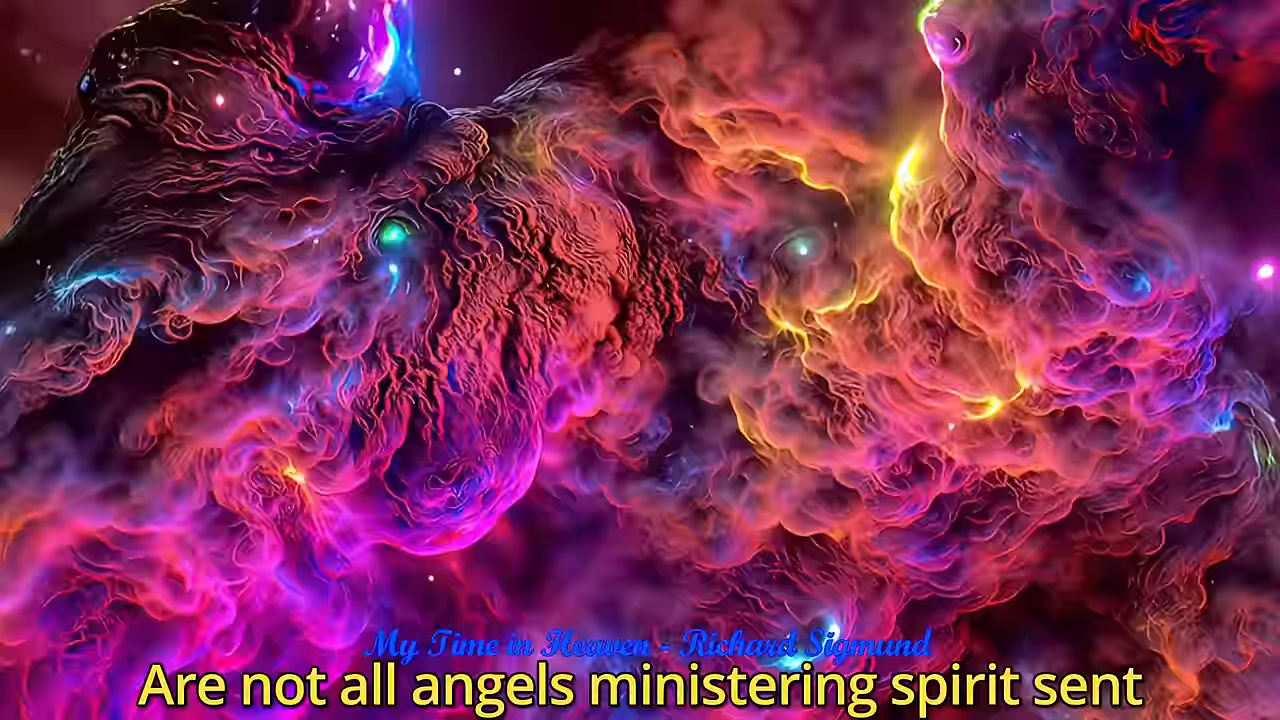 My Time in Heaven - Richard Sigmund
Are not all angels ministering spirit sent